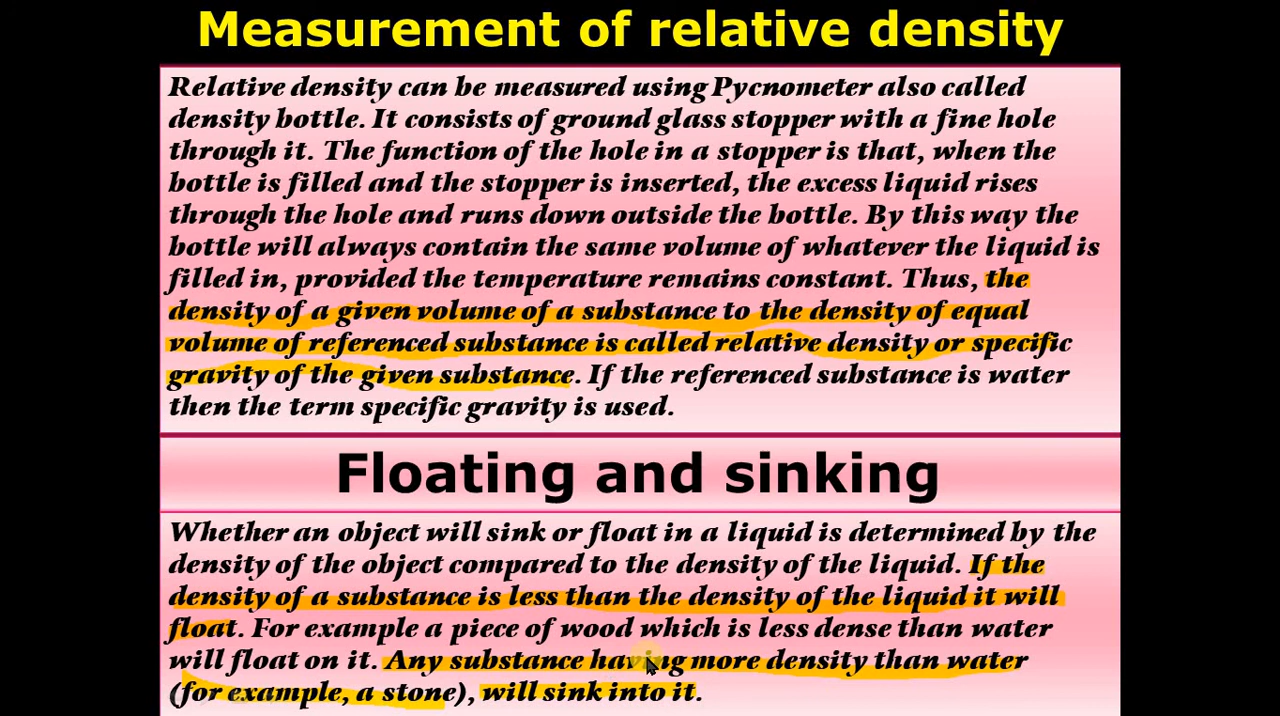 Measurement of relative density
Relative density can be measured using Pycnometer also called
density bottle. It consists of ground glass stopper with a fine hole
through it. The function of the hole in a stopper is that, when the
bottle is filled and the stopper is inserted, the excess liquid rises
through the hole and runs down outside the bottle. By this way the
bottle will always contain the same volume of whatever the liquid is
filled in, provided the temperature remains constant. Thus, the
density of a given volume of a substance to the density of equal
volume of referenced substance is called relative density or specific
gravity of the given substance. If the referenced substance is water
then the term specific gravity is used.
Floating and sinking
Whether an object will sink or float in a liquid is determined by the
density of the object compared to the density of the liquid. If the
density of a substance is less than the density of the liquid it will
float. For example a piece of wood which is less dense than water
will float on it. Any substance having more density than water
(for example, a stone), will sink into it.